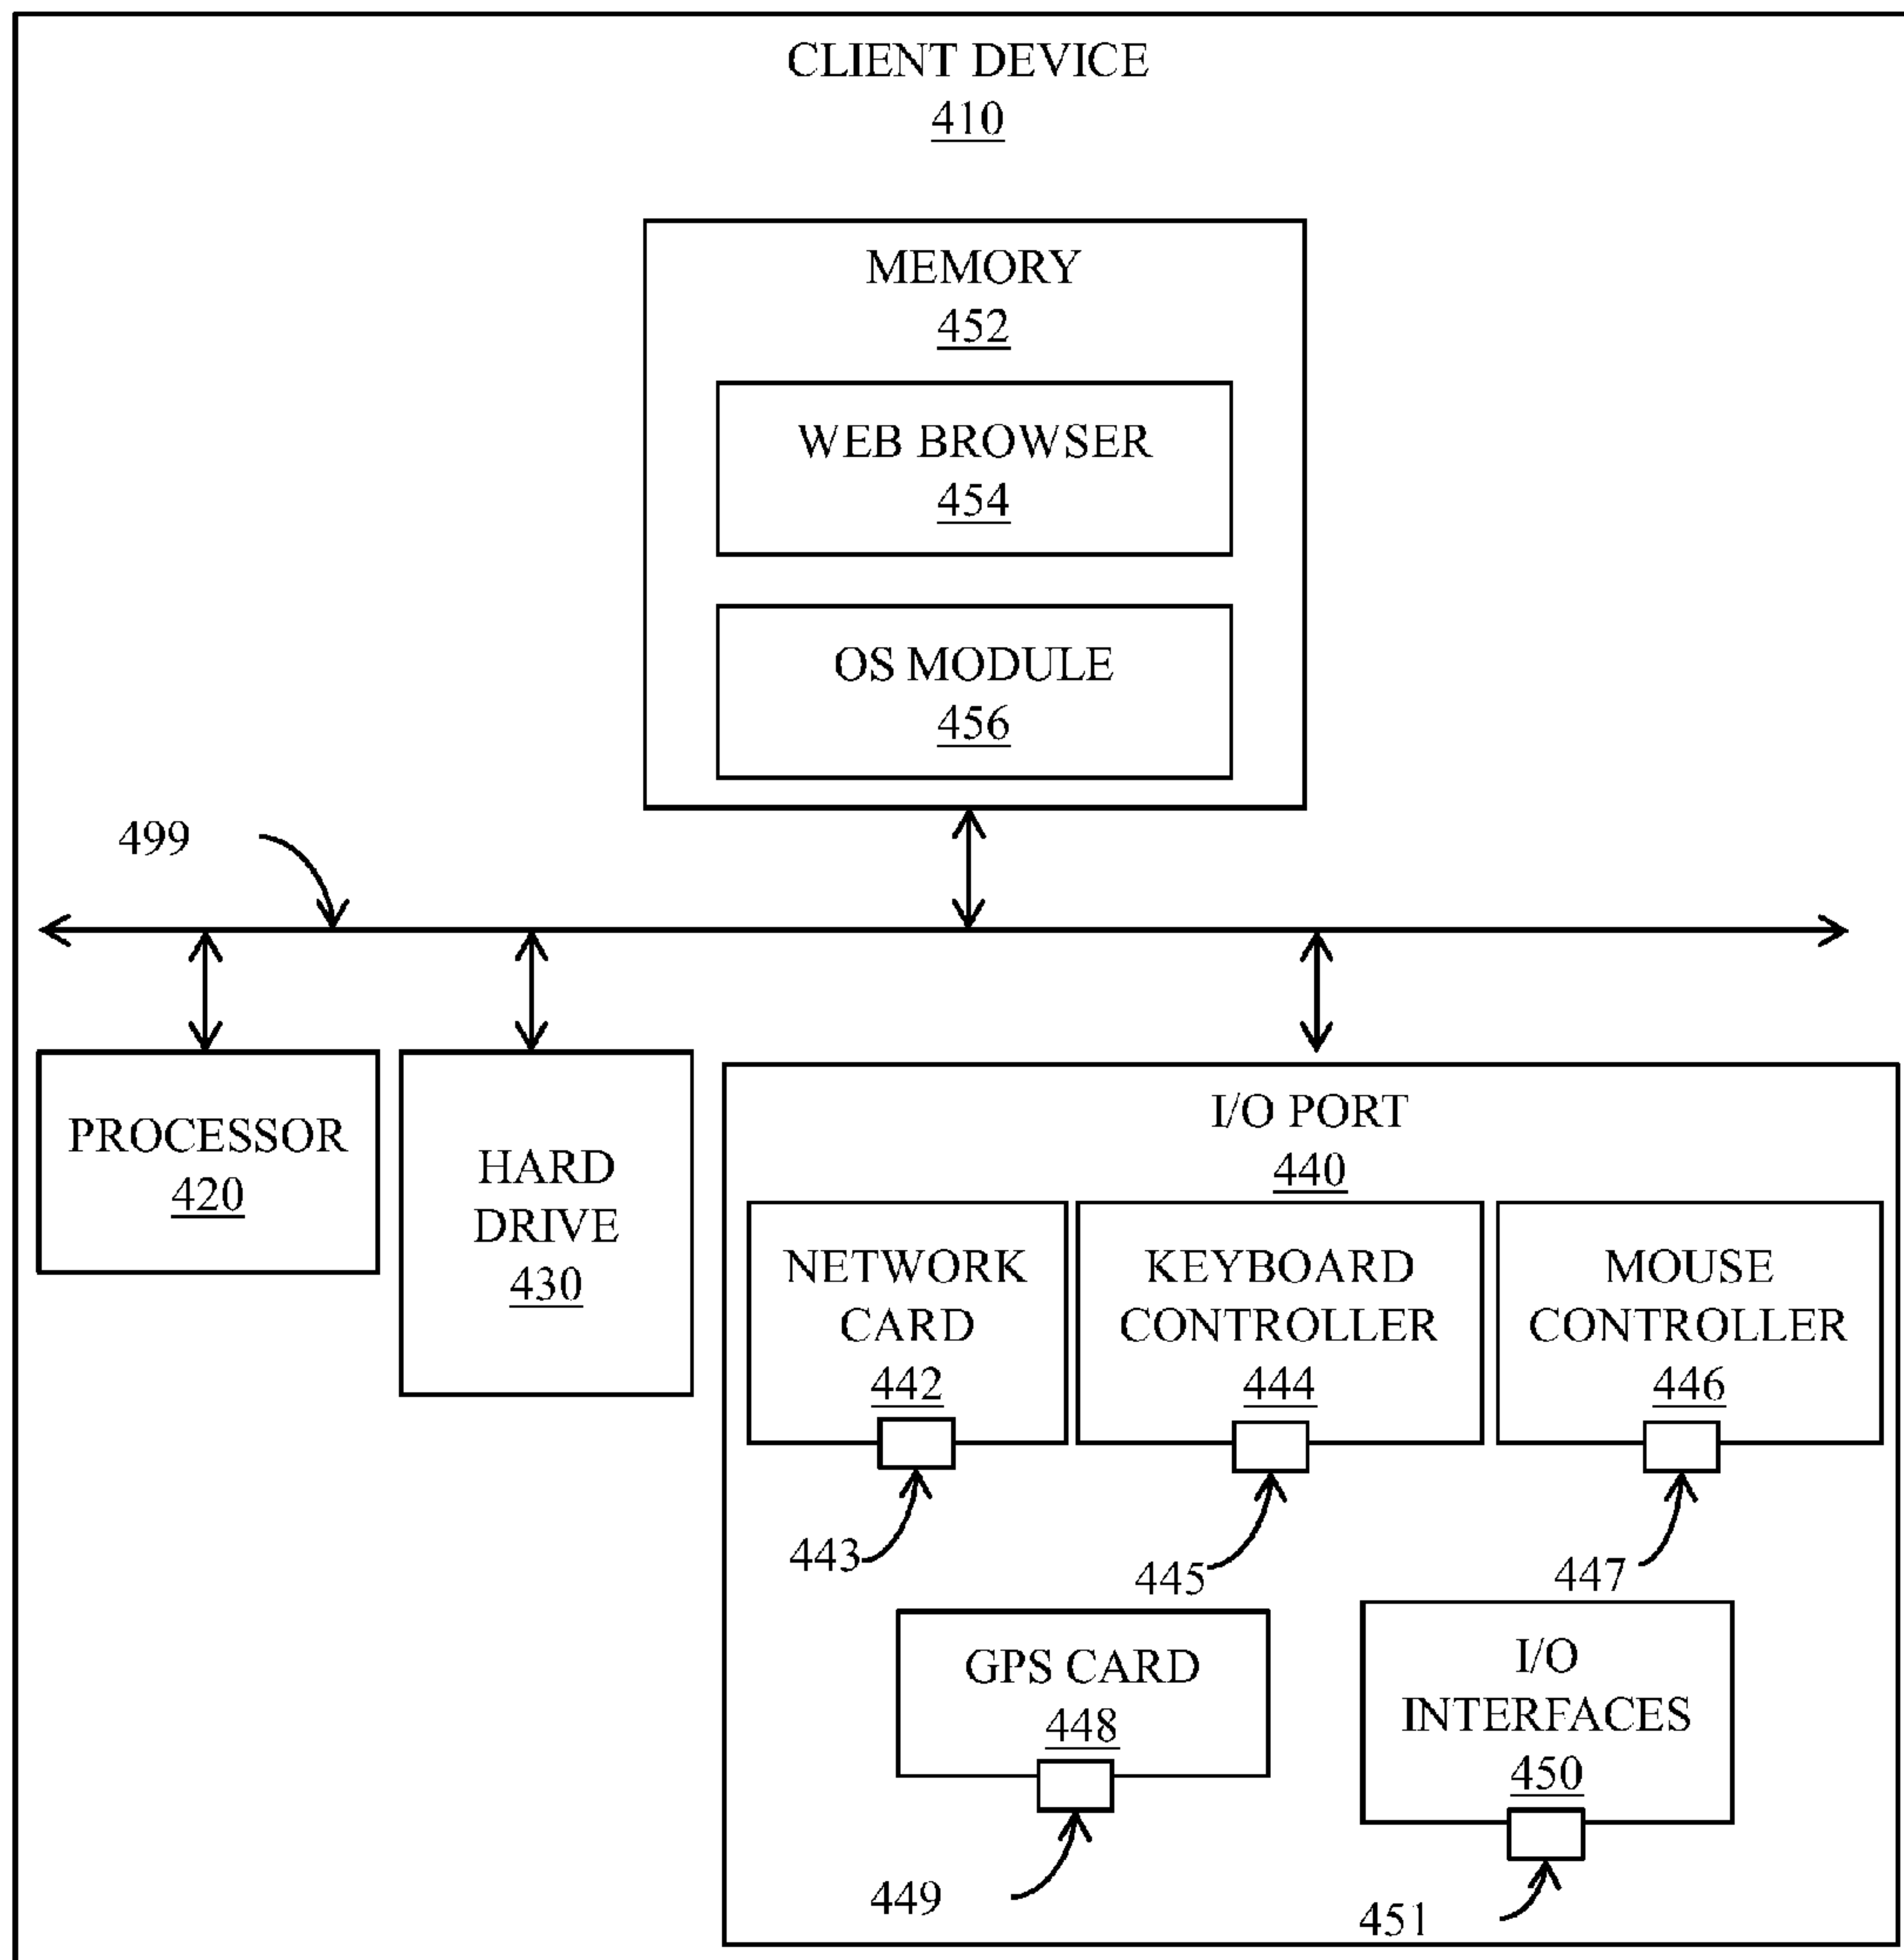 CLIENT DEVICE
410
MEMORY
452
WEB BROWSER
454
OS MODULE
456
499
PROCESSOR
420
HARD
DRIVE
430
I/O PORT
440
NETWORK
CARD
442
KEYBOARD
CONTROLLER
444
MOUSE
CONTROLLER
446
443
445
447
GPS CARD
448
I/O
INTERFACES
450
449
451